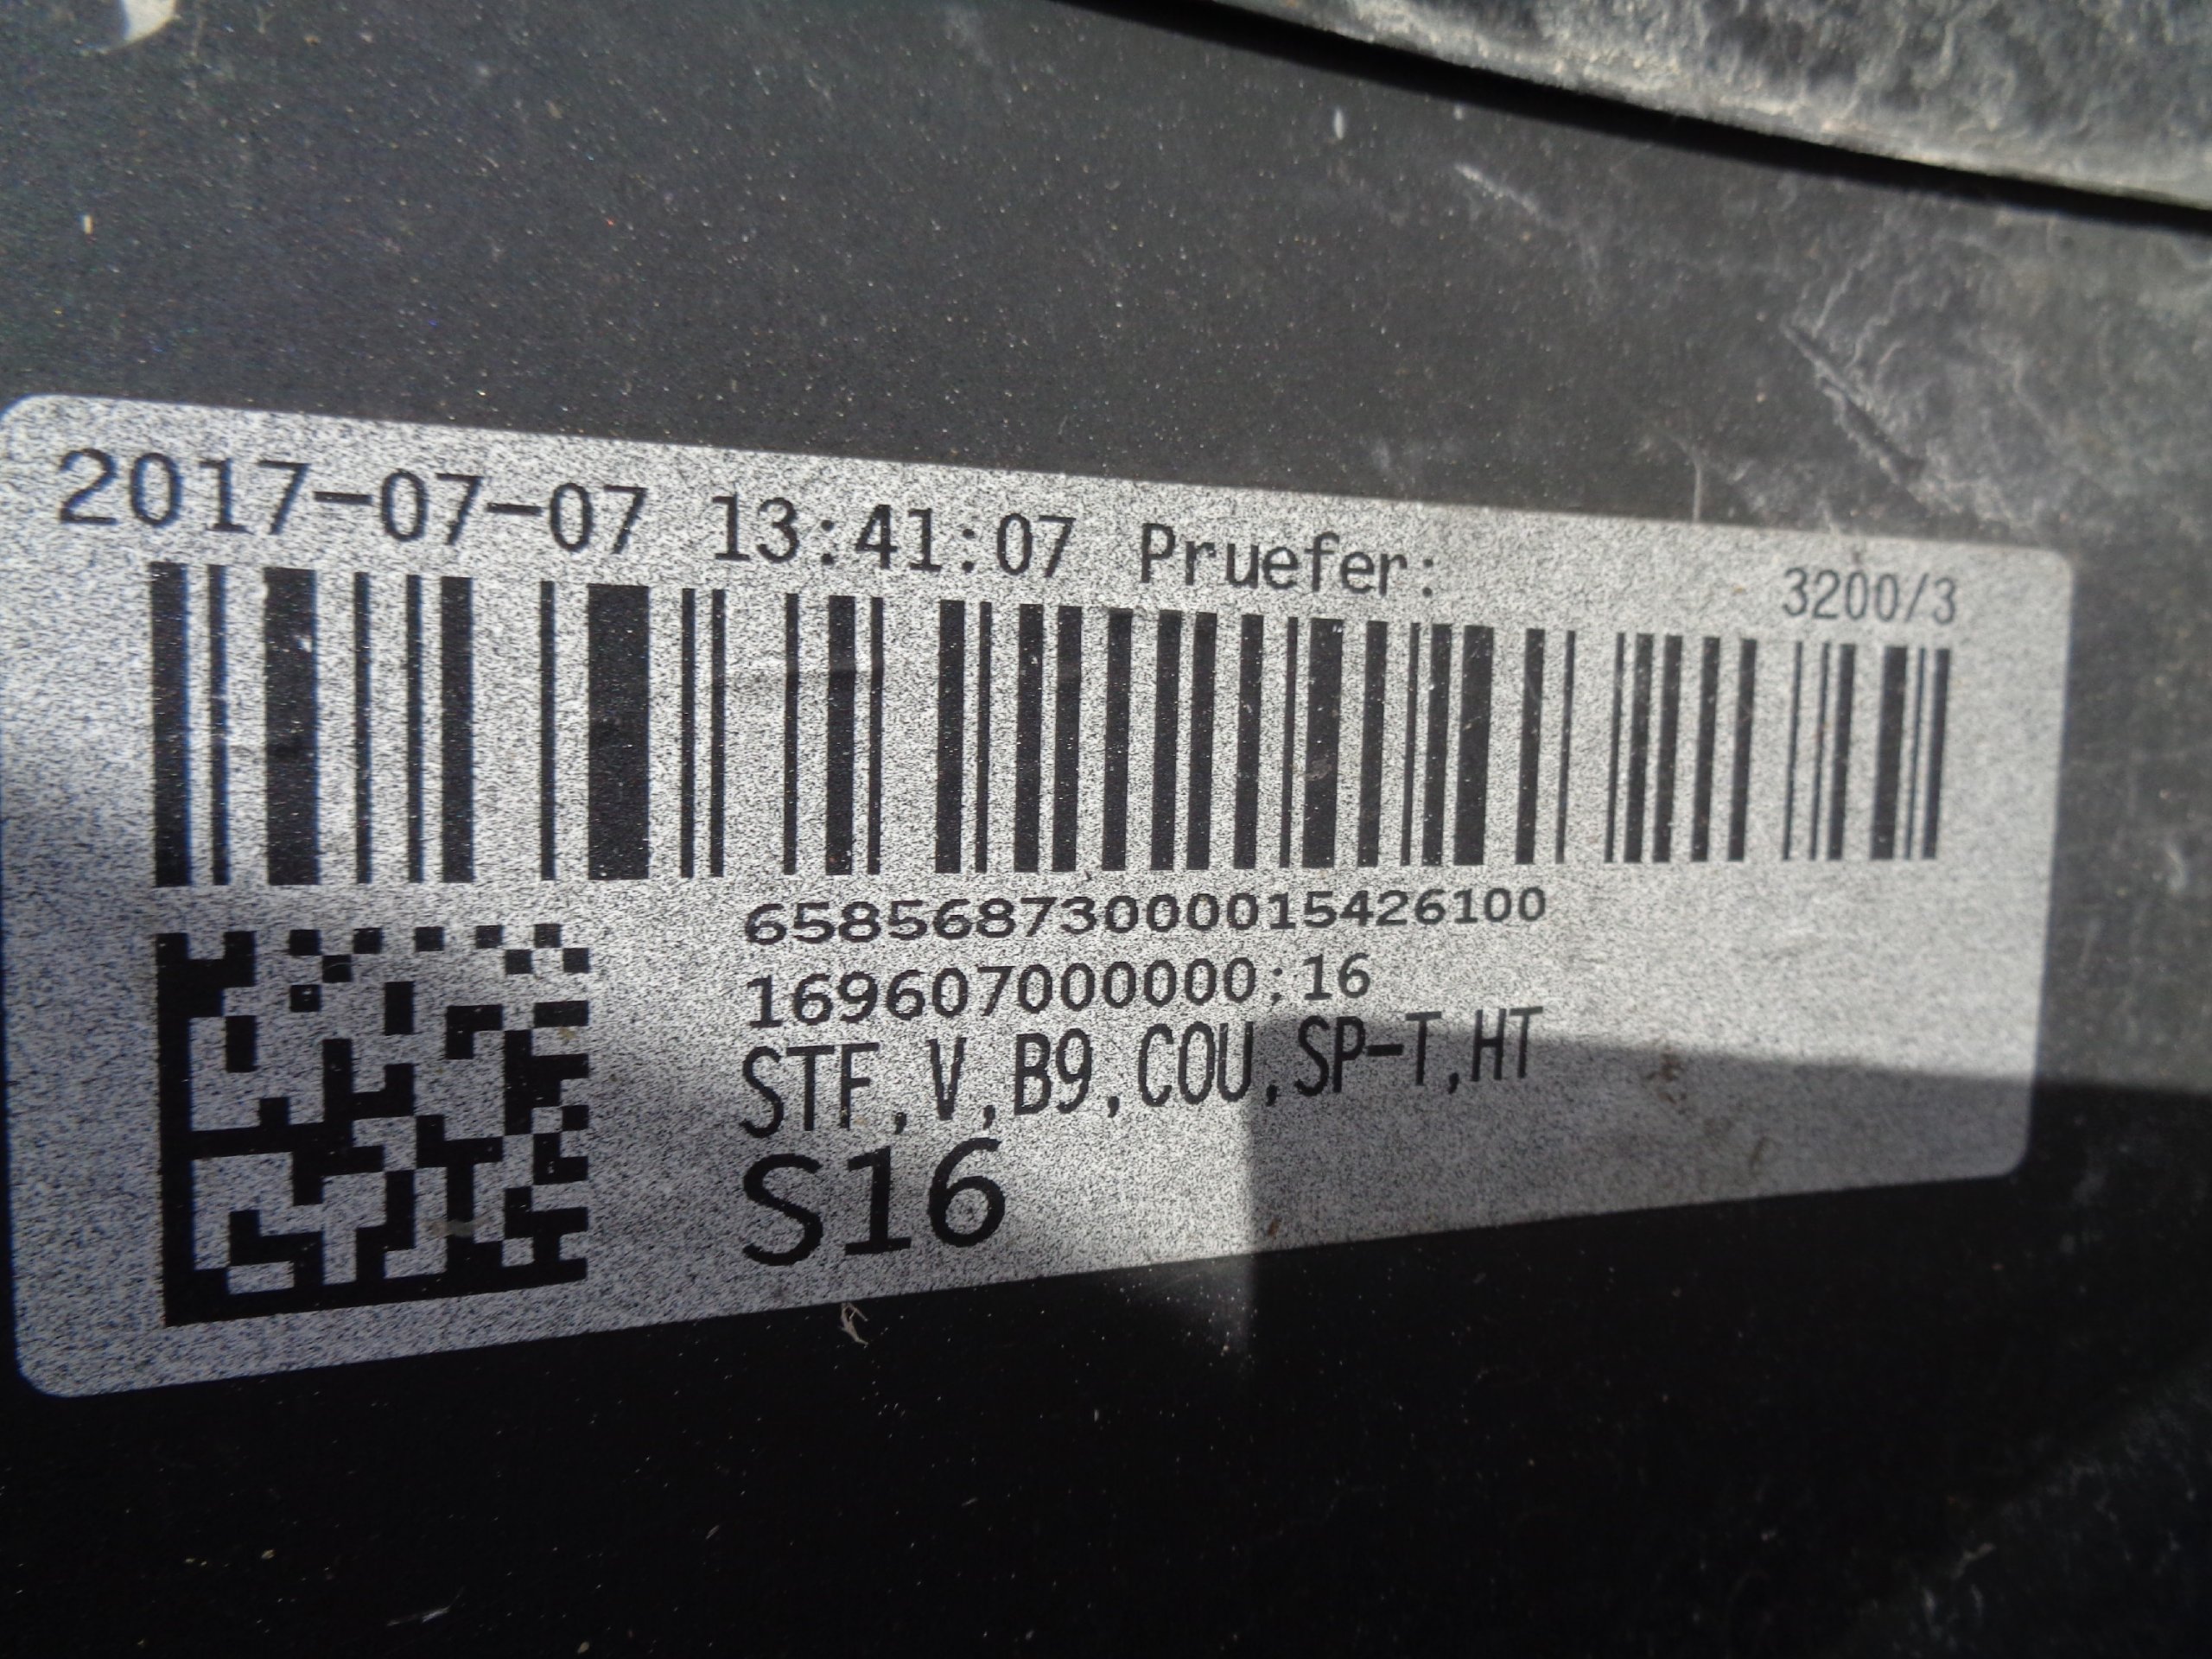 2017-07-07 13:41:07 Pruefer: 3200/3
65856873000015426100
169607000000:16
STF,V,B9,COU,SP-T,HT
S16